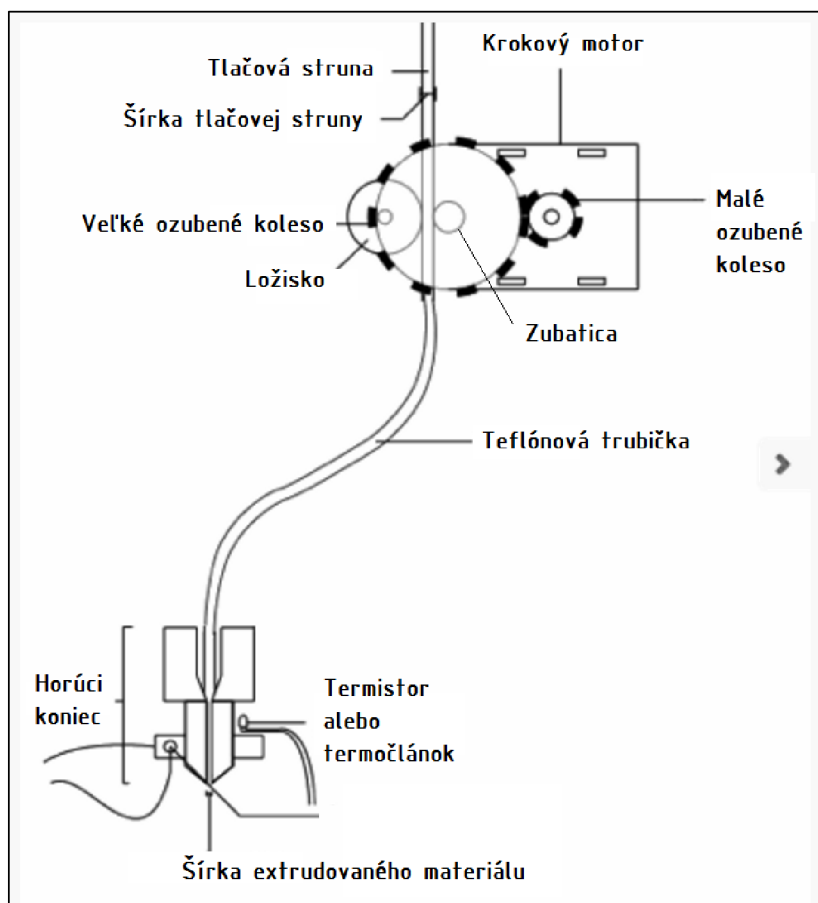 Krokový motor
Tlačová struna
Šírka tlačovej struny
Malé
ozubené
koleso
Veľké ozubené koleso
Ložisko
Zubatica
Teflónová trubička
Horúci
koniec
Termistor
alebo
termočlánok
Šírka extrudovaného materiálu